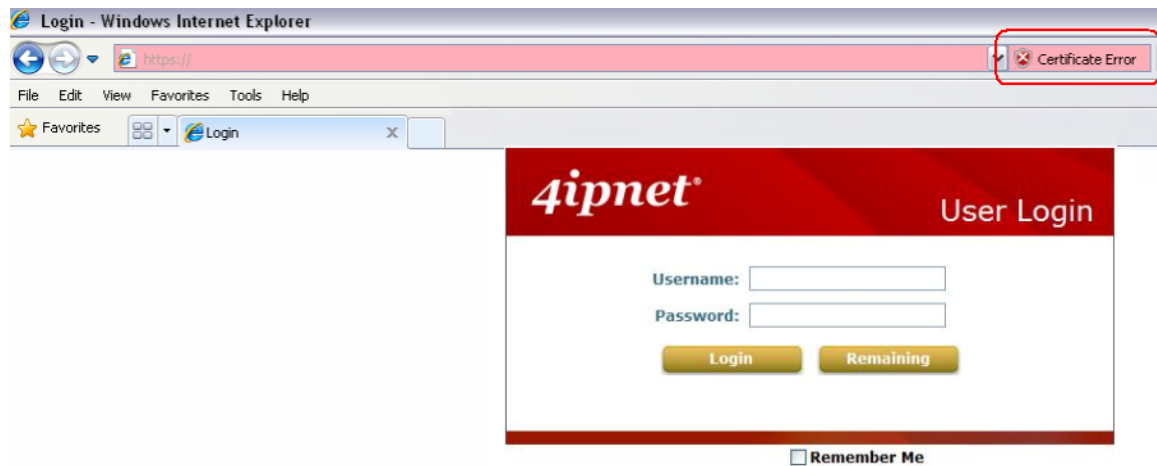 Login - Windows Internet Explorer
https://
Certificate Error
File Edit View Favorites Tools Help
Favorites
Login
4ipnet®
User Login
Username:
Password:
Login Remaining
Remember Me